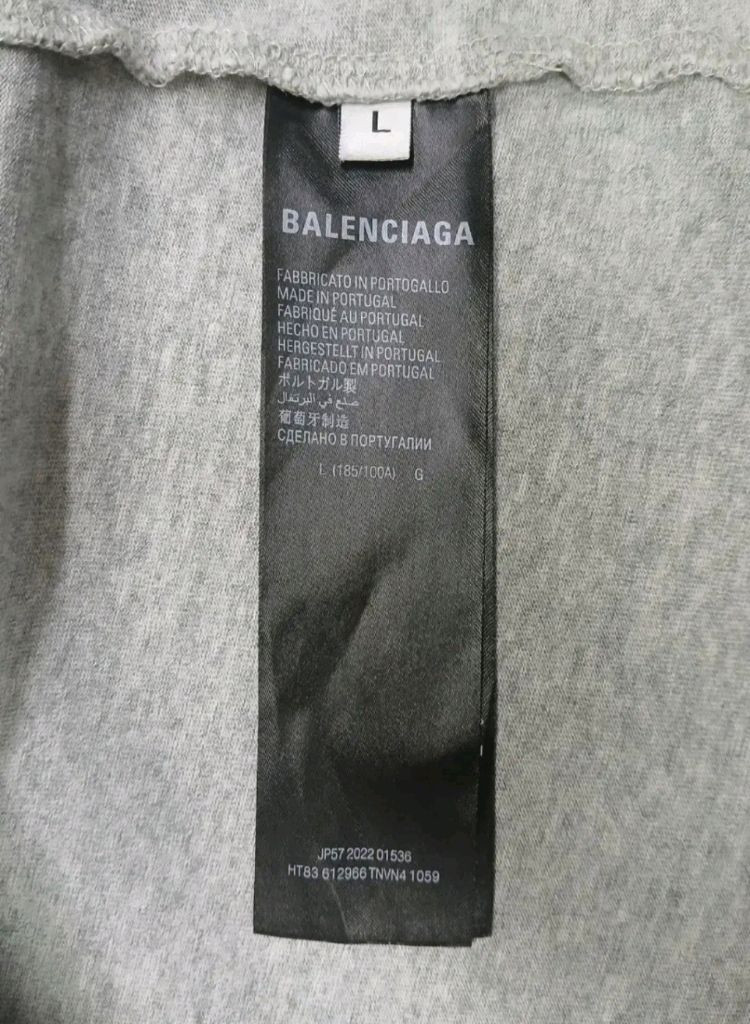 L
BALENCIAGA
FABBRICATO IN PORTOGALLO
MADE IN PORTUGAL
FABRIQUÉ AU PORTUGAL
HECHO EN PORTUGAL
HERGESTELLT IN PORTUGAL
FABRICADO EM PORTUGAL
ポルトガル製
صنع في البرتغال
葡萄牙制造
СДЕЛАНО В ПОРТУГАЛИИ
L (185/100A) G
JP57 2022 01536
HT83 612966 TNVN4 1059